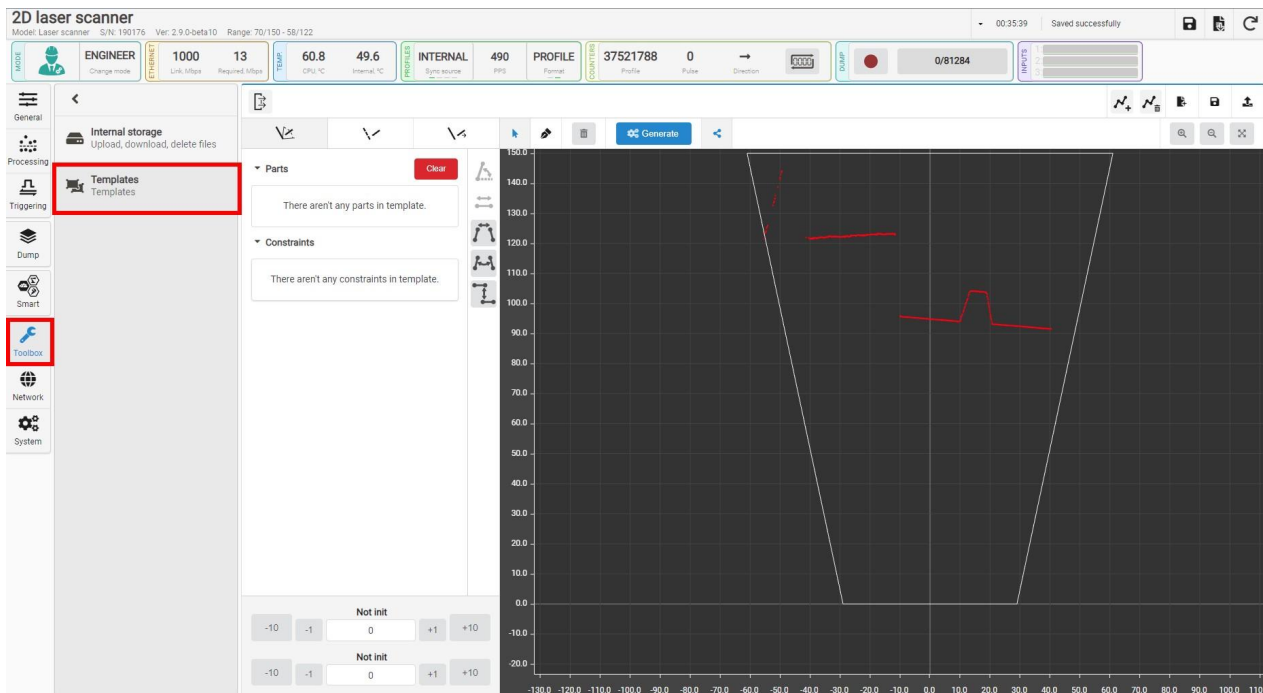 2D laser scanner
Model: Laser scanner S/N: 190176 Ver: 2.9.0-beta10 Range: 70/150 - 58/122
00:35:39 Saved successfully
MODE
ENGINEER
Change mode
ETHERNET
1000 13
Link, Mbps Required, Mbps
TEMP.
60.8 49.6
CPU, °C Internal, °C
PROFILES
INTERNAL 490 PROFILE
Sync source PPS Format
COUNTERS
37521788 0 →
Profile Pulse Direction
0000
DUMP
0/81284
INPUTS
1
2
3
General
Processing
Triggering
Dump
Smart
Toolbox
Network
System
Internal storage
Upload, download, delete files
Templates
Templates
Generate
Parts Clear
There aren't any parts in template.
Constraints
There aren't any constraints in template.
Not init
-10 -1 0 +1 +10
Not init
-10 -1 0 +1 +10
150.0
140.0
130.0
120.0
110.0
100.0
90.0
80.0
70.0
60.0
50.0
40.0
30.0
20.0
10.0
0.0
-10.0
-20.0
-130.0 -120.0 -110.0 -100.0 -90.0 -80.0 -70.0 -60.0 -50.0 -40.0 -30.0 -20.0 -10.0 0.0 10.0 20.0 30.0 40.0 50.0 60.0 70.0 80.0 90.0 100.0 110